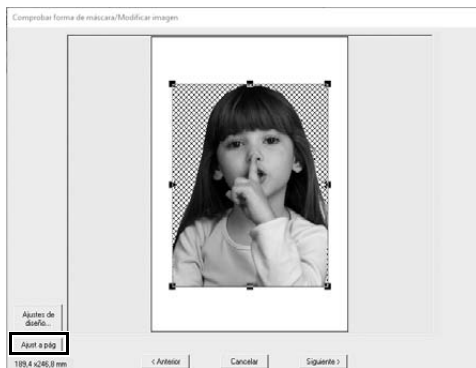 Comprobar forma de máscara/Modificar imagen
Ajustes de
diseño...
Ajust a pág
189,4 x246,8 mm
< Anterior
Cancelar
Siguiente >